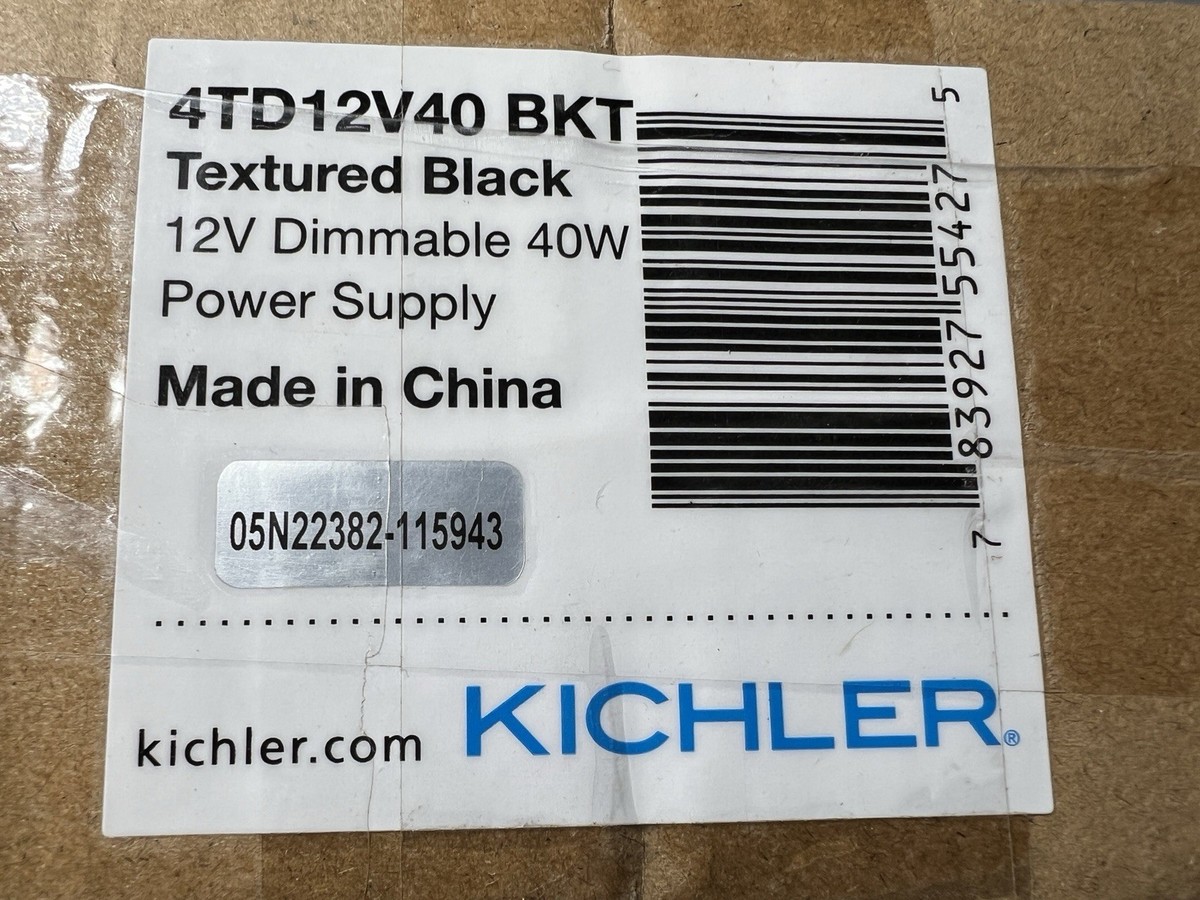 4TD12V40 BKT
Textured Black
12V Dimmable 40W
Power Supply
Made in China
05N22382-115943
7 83927 55427 5
kichler.com
KICHLER®